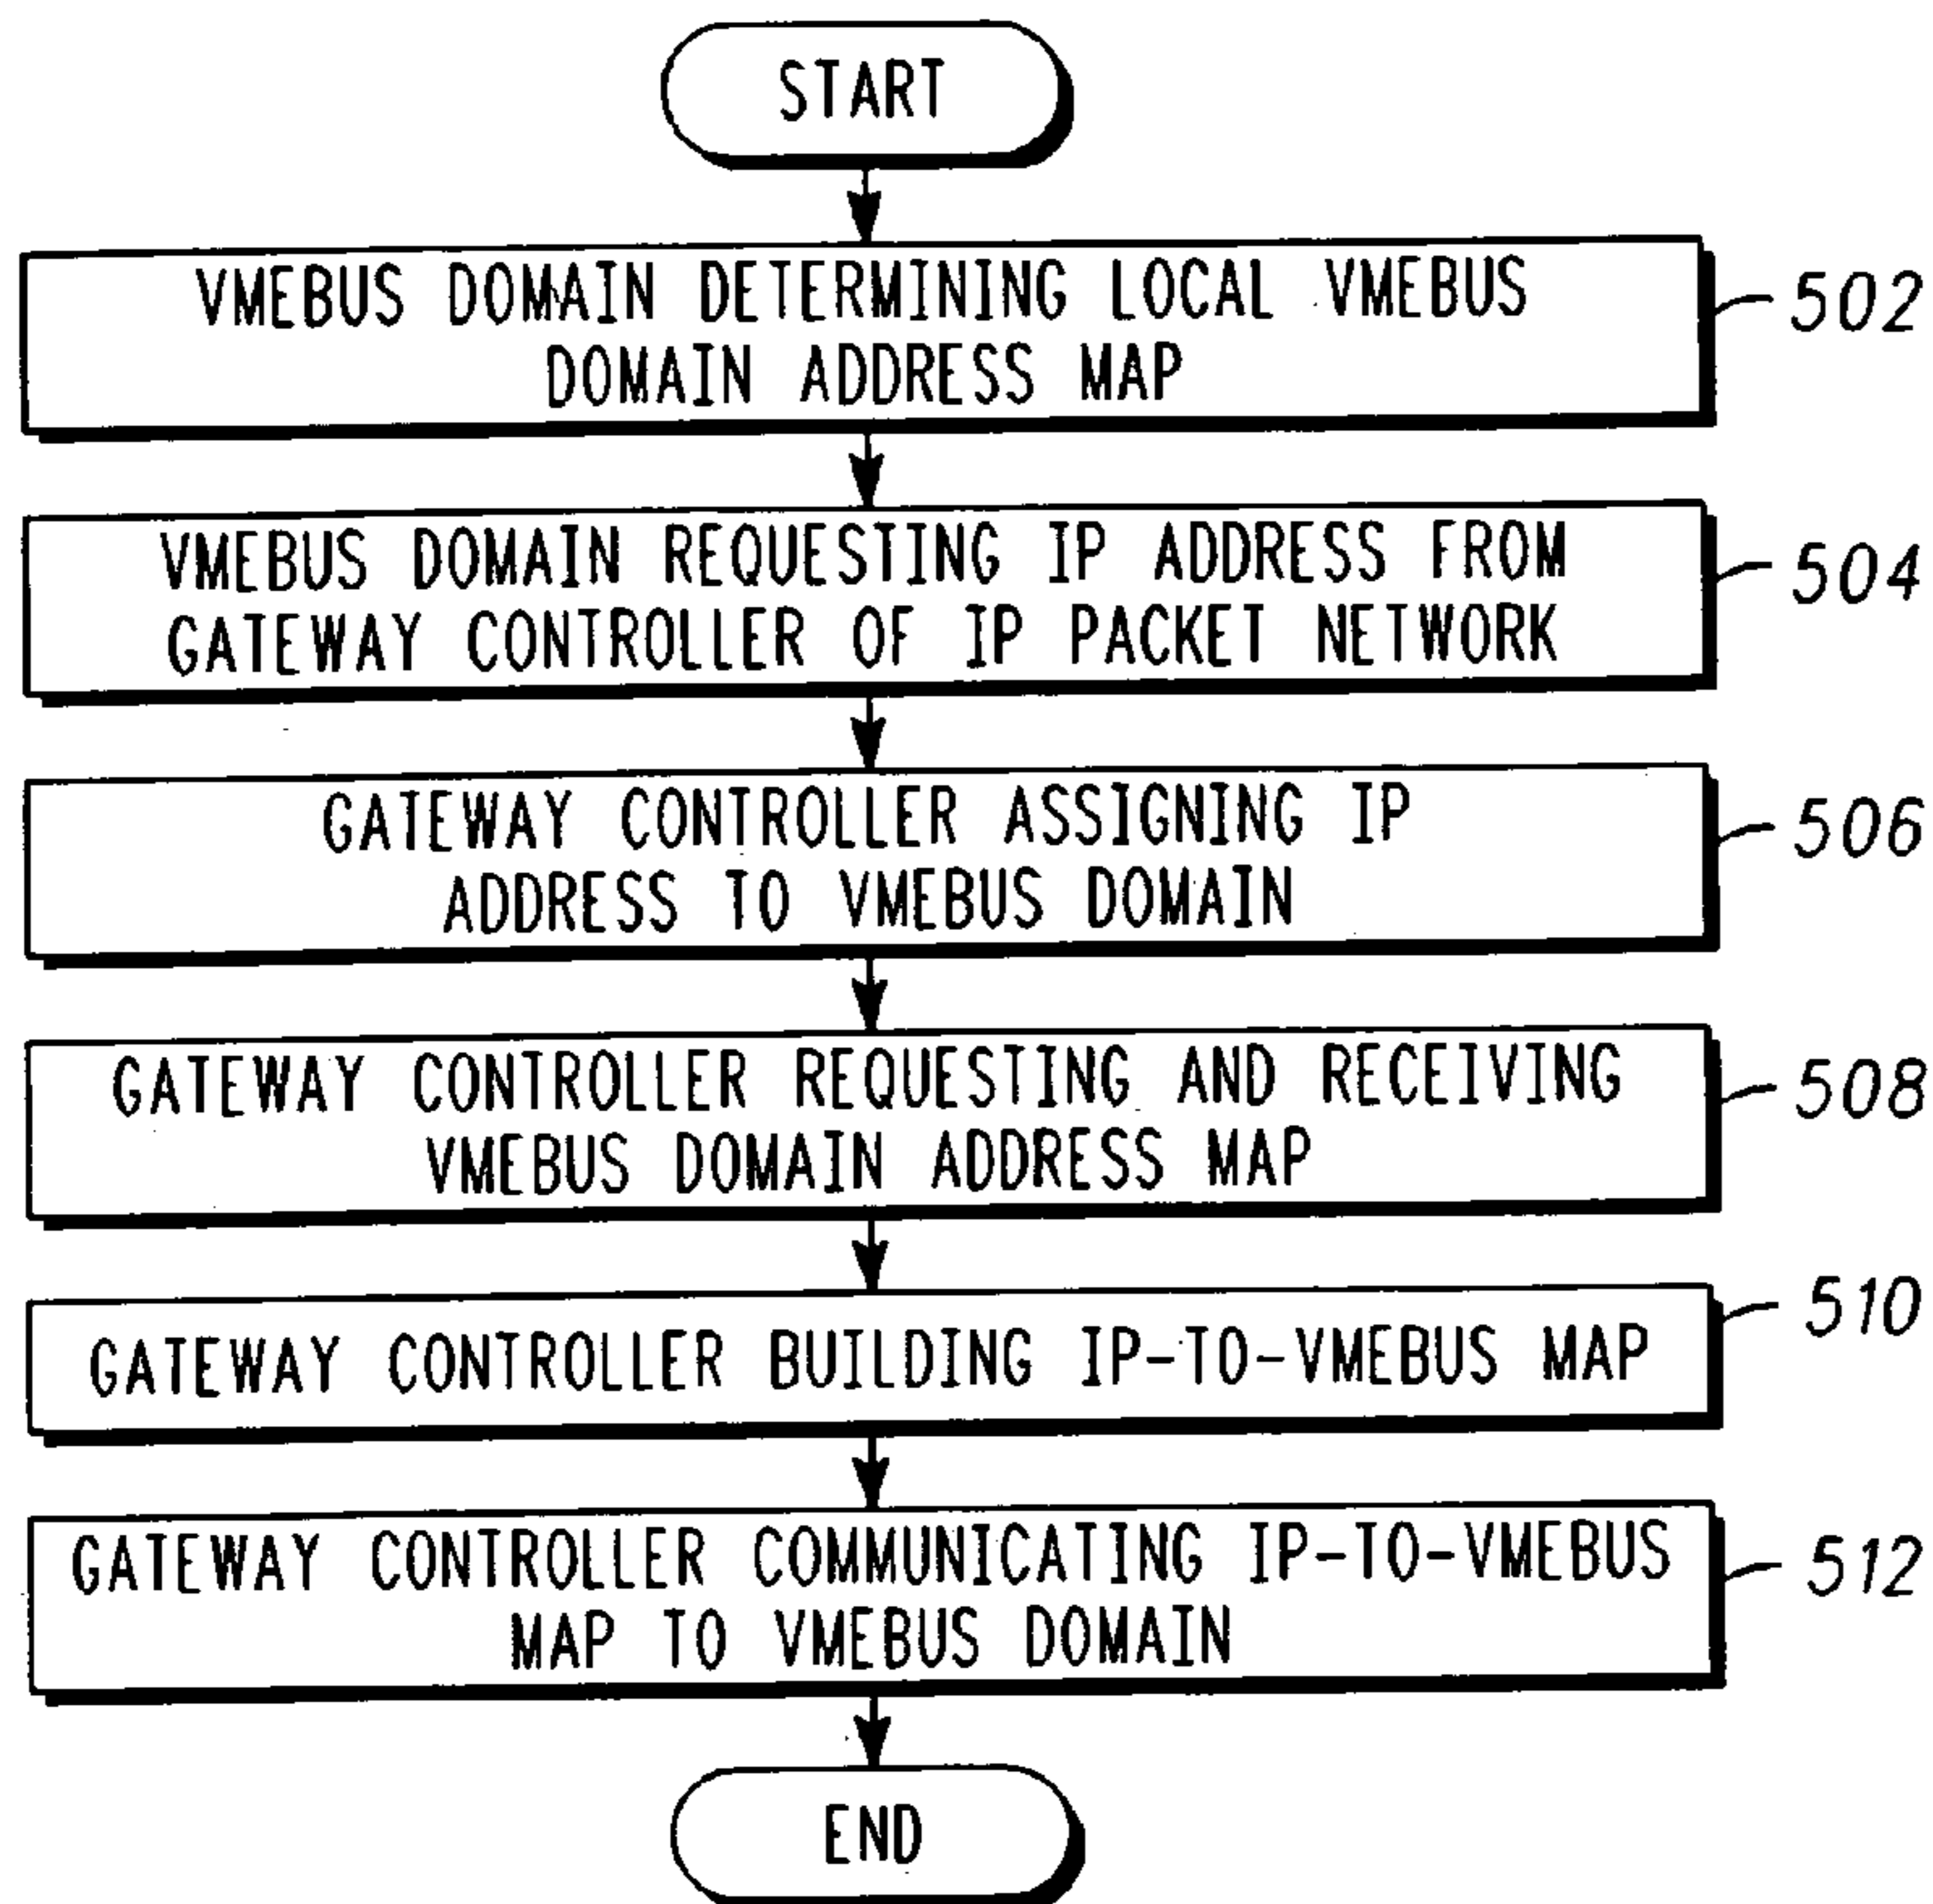 START
VMEBUS DOMAIN DETERMINING LOCAL VMEBUS
DOMAIN ADDRESS MAP
502
VMEBUS DOMAIN REQUESTING IP ADDRESS FROM
GATEWAY CONTROLLER OF IP PACKET NETWORK
504
GATEWAY CONTROLLER ASSIGNING IP
ADDRESS TO VMEBUS DOMAIN
506
GATEWAY CONTROLLER REQUESTING AND RECEIVING
VMEBUS DOMAIN ADDRESS MAP
508
GATEWAY CONTROLLER BUILDING IP-TO-VMEBUS MAP
510
GATEWAY CONTROLLER COMMUNICATING IP-TO-VMEBUS
MAP TO VMEBUS DOMAIN
512
END